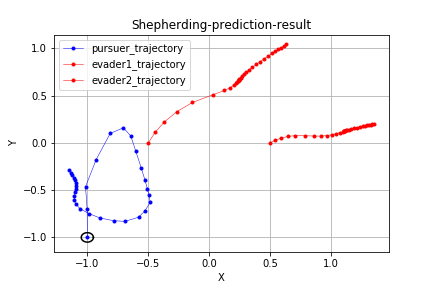 Shepherding-prediction-result
pursuer_trajectory
evader1_trajectory
evader2_trajectory
Y
1.0
0.5
0.0
−0.5
−1.0
−1.0
−0.5
0.0
0.5
1.0
X